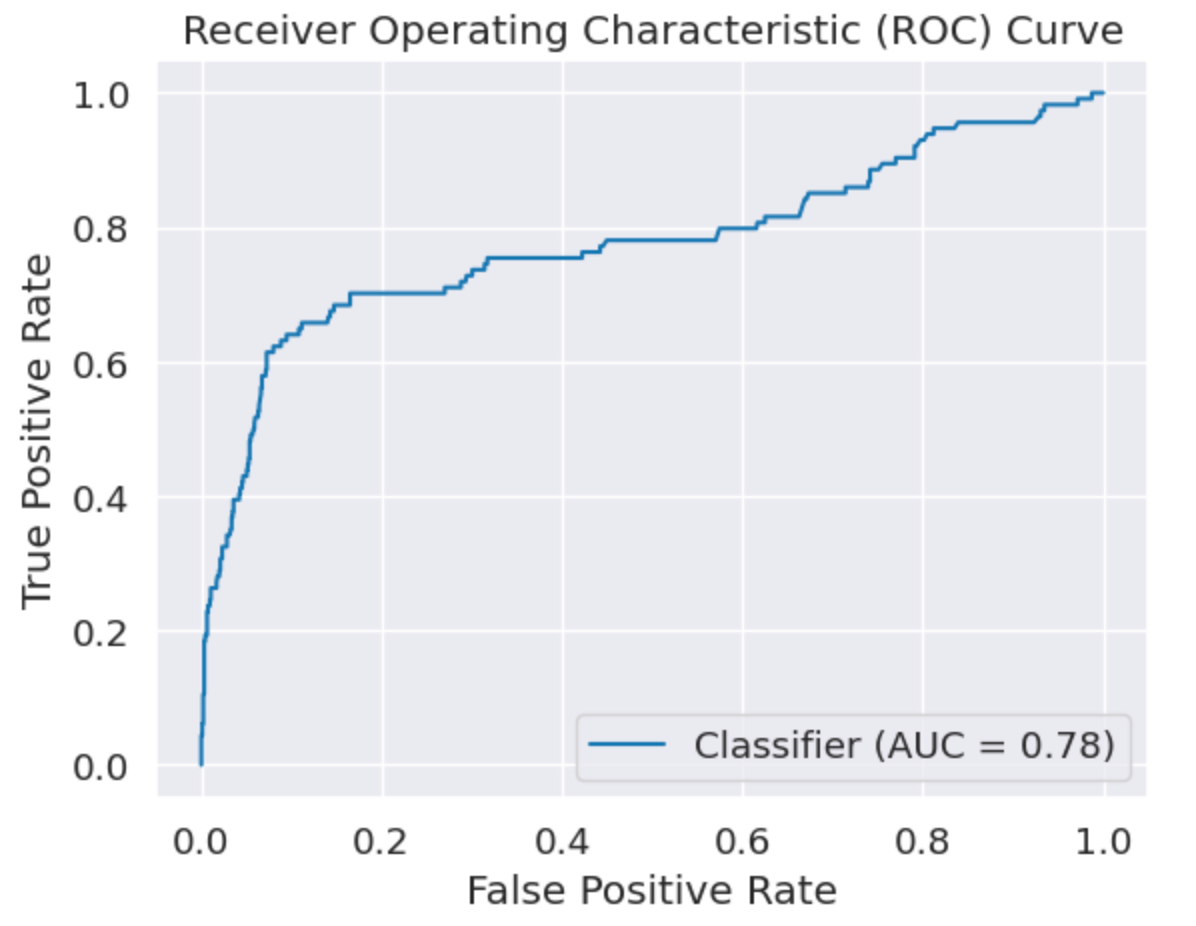 Receiver Operating Characteristic (ROC) Curve
1.0
0.8
0.6
0.4
0.2
0.0
True Positive Rate
Classifier (AUC = 0.78)
0.0 0.2 0.4 0.6 0.8 1.0
False Positive Rate